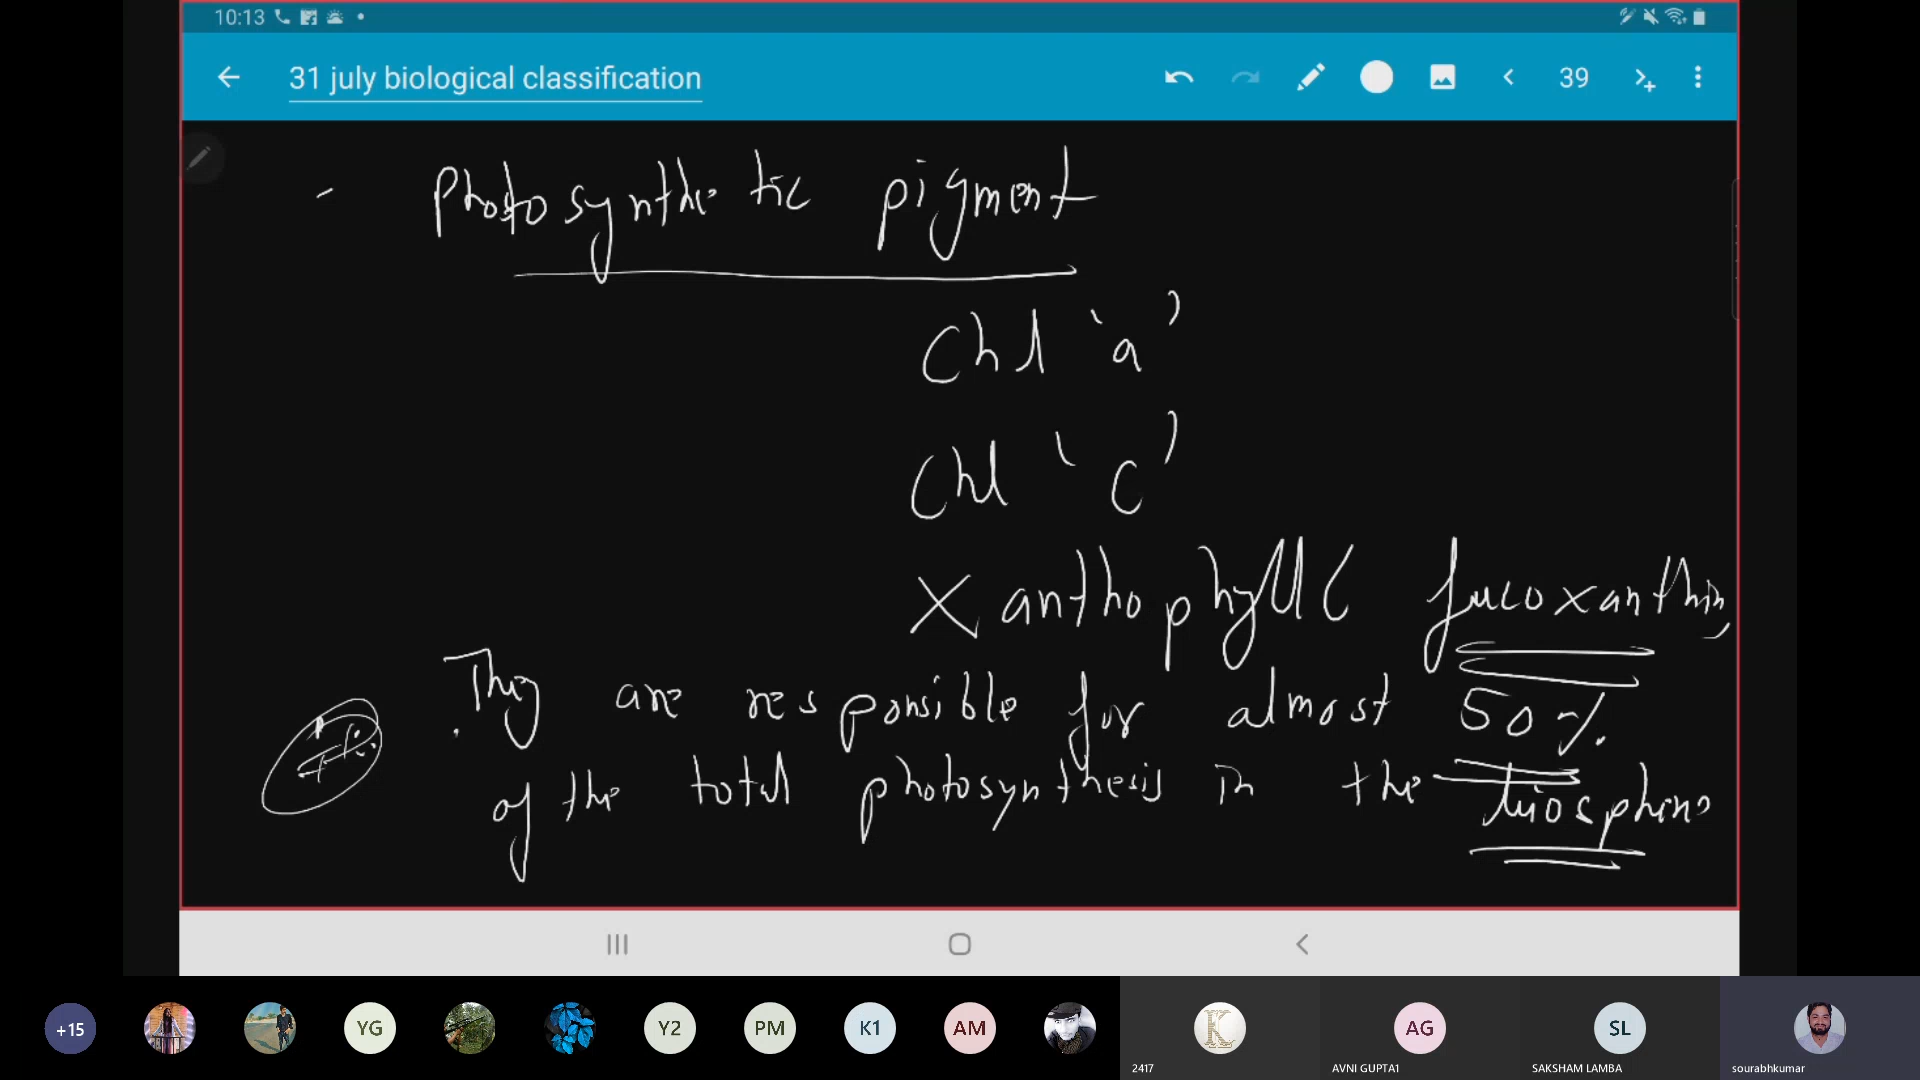 10:13
31 july biological classification
39
- Photosynthetic pigment
Chl 'a'
Chl 'c'
Xanthophyll ( fucoxanthin)
They are responsible for almost 50%.
of the total photosynthesis in the biosphere
+15
YG
Y2
PM
K1
AM
K
AG
SL
2417
AVNI GUPTA1
SAKSHAM LAMBA
sourabhkumar